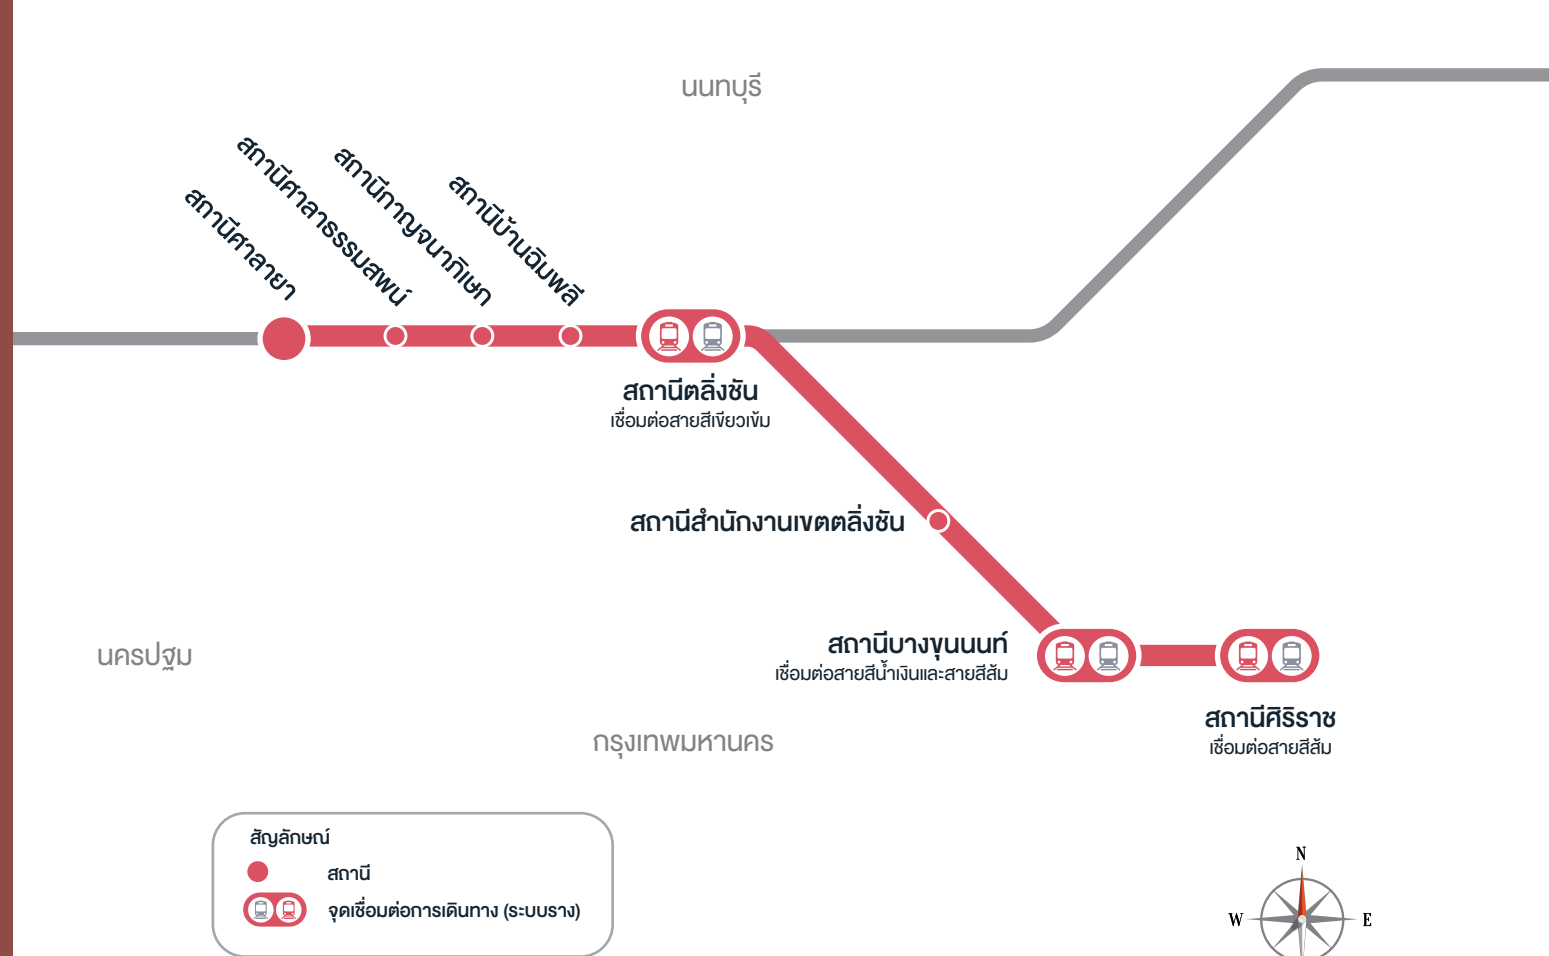 นนทบุรี
สถานีศาลายา
สถานีศาลาธรรมสพน์
สถานีกาญจนาภิเษก
สถานีบ้านฉิมพลี
สถานีตลิ่งชัน
เชื่อมต่อสายสีเขียวเข้ม
สถานีสำนักงานเขตตลิ่งชัน
สถานีบางขุนนนท์
เชื่อมต่อสายสีน้ำเงินและสายสีส้ม
นครปฐม
สถานีศิริราช
เชื่อมต่อสายสีส้ม
กรุงเทพมหานคร
สัญลักษณ์
สถานี
จุดเชื่อมต่อการเดินทาง (ระบบราง)
N
W
E